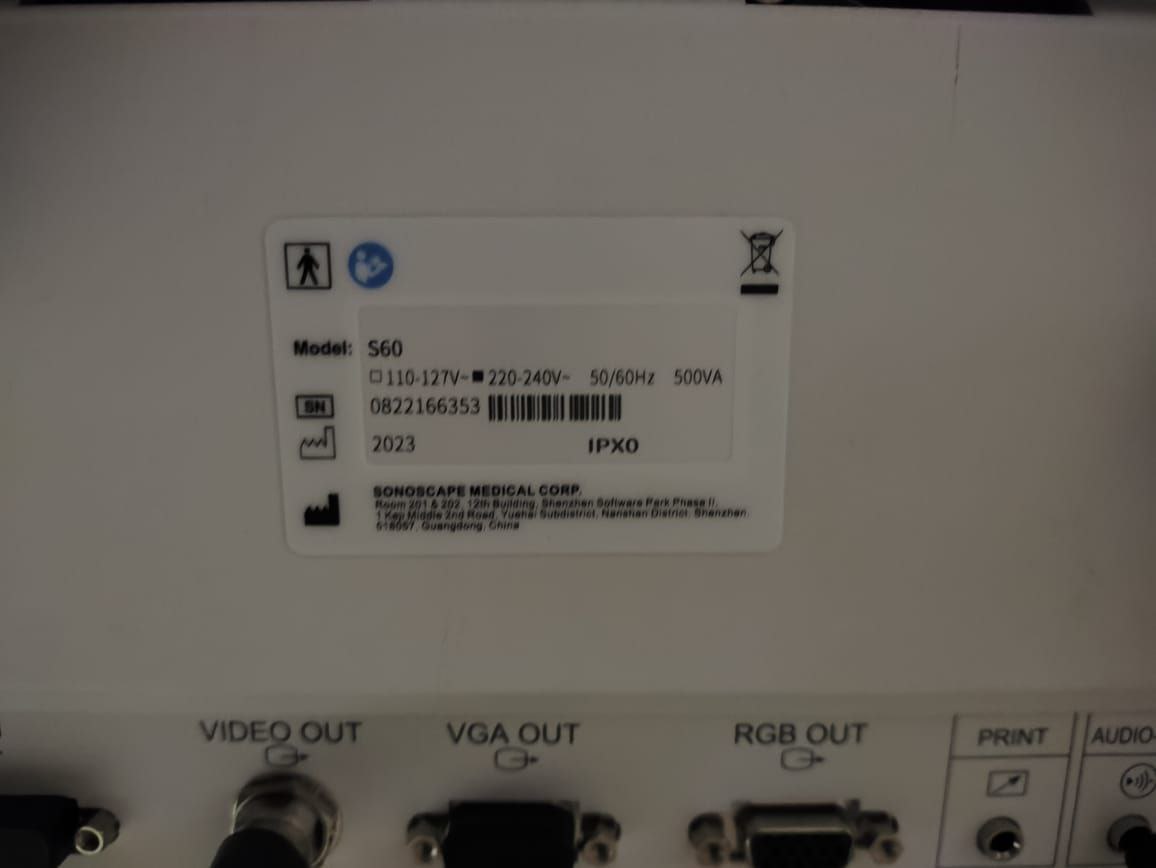 Model: S60
110-127V~ 220-240V~ 50/60Hz 500VA
SN 0822166353
2023 IPX0
SONOSCAPE MEDICAL CORP.
Room 201 & 202, 12th Building, Shenzhen Software Park Phase II,
1 Keji Middle 2nd Road, Yuehai Subdistrict, Nanshan District, Shenzhen,
518057, Guangdong, China
VIDEO OUT VGA OUT RGB OUT PRINT AUDIO